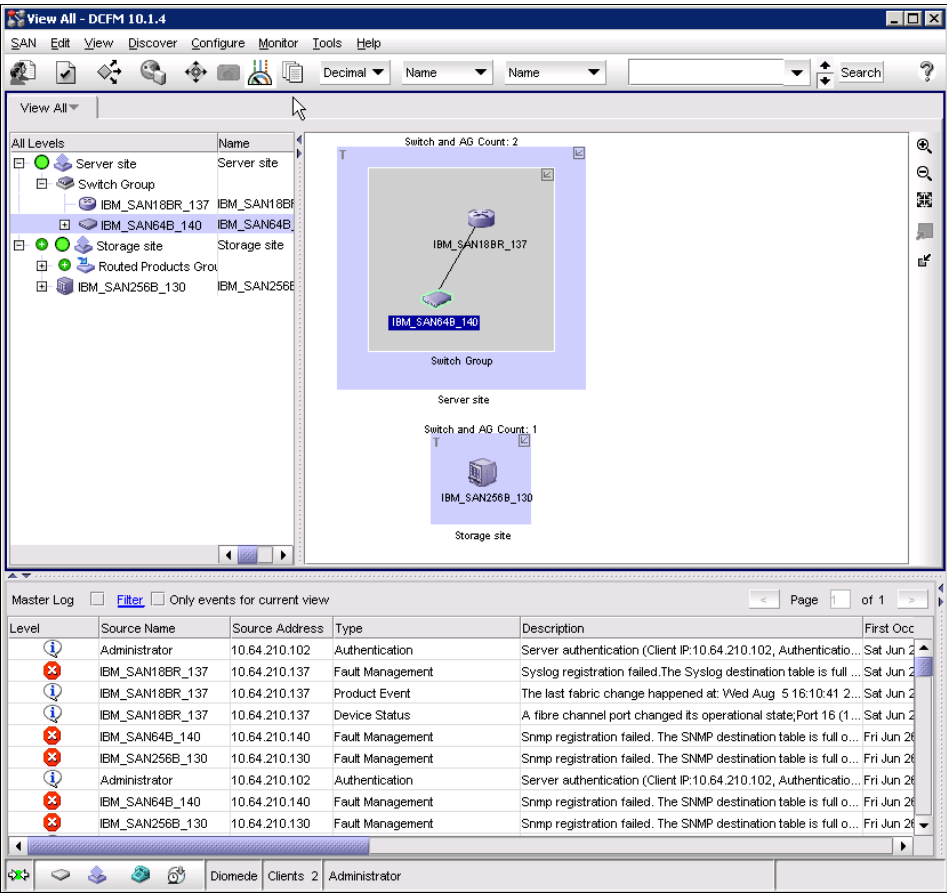 View All - DCFM 10.1.4
SAN Edit View Discover Configure Monitor Tools Help
Decimal Name Name Search
View All
All Levels Name
Server site Server site
Switch Group
IBM_SAN18BR_137 IBM_SAN18BR
IBM_SAN64B_140 IBM_SAN64B_
Storage site Storage site
Routed Products Grou
IBM_SAN256B_130 IBM_SAN256B
Switch and AG Count: 2
T
IBM_SAN18BR_137
IBM_SAN64B_140
Switch Group
Server site
Switch and AG Count: 1
T
IBM_SAN256B_130
Storage site
Master Log Filter Only events for current view < Page 1 of 1 >
Level Source Name Source Address Type Description First Occ
Administrator 10.64.210.102 Authentication Server authentication (Client IP:10.64.210.102, Authenticatio... Sat Jun 2
IBM_SAN18BR_137 10.64.210.137 Fault Management Syslog registration failed.The Syslog destination table is full ... Sat Jun 2
IBM_SAN18BR_137 10.64.210.137 Product Event The last fabric change happened at: Wed Aug 5 16:10:41 2... Sat Jun 2
IBM_SAN18BR_137 10.64.210.137 Device Status A fibre channel port changed its operational state;Port 16 (1... Sat Jun 2
IBM_SAN64B_140 10.64.210.140 Fault Management Snmp registration failed. The SNMP destination table is full o... Fri Jun 26
IBM_SAN256B_130 10.64.210.130 Fault Management Snmp registration failed. The SNMP destination table is full o... Fri Jun 26
Administrator 10.64.210.102 Authentication Server authentication (Client IP:10.64.210.102, Authenticatio... Fri Jun 26
IBM_SAN64B_140 10.64.210.140 Fault Management Snmp registration failed. The SNMP destination table is full o... Fri Jun 26
IBM_SAN256B_130 10.64.210.130 Fault Management Snmp registration failed. The SNMP destination table is full o... Fri Jun 26
Diomede Clients 2 Administrator